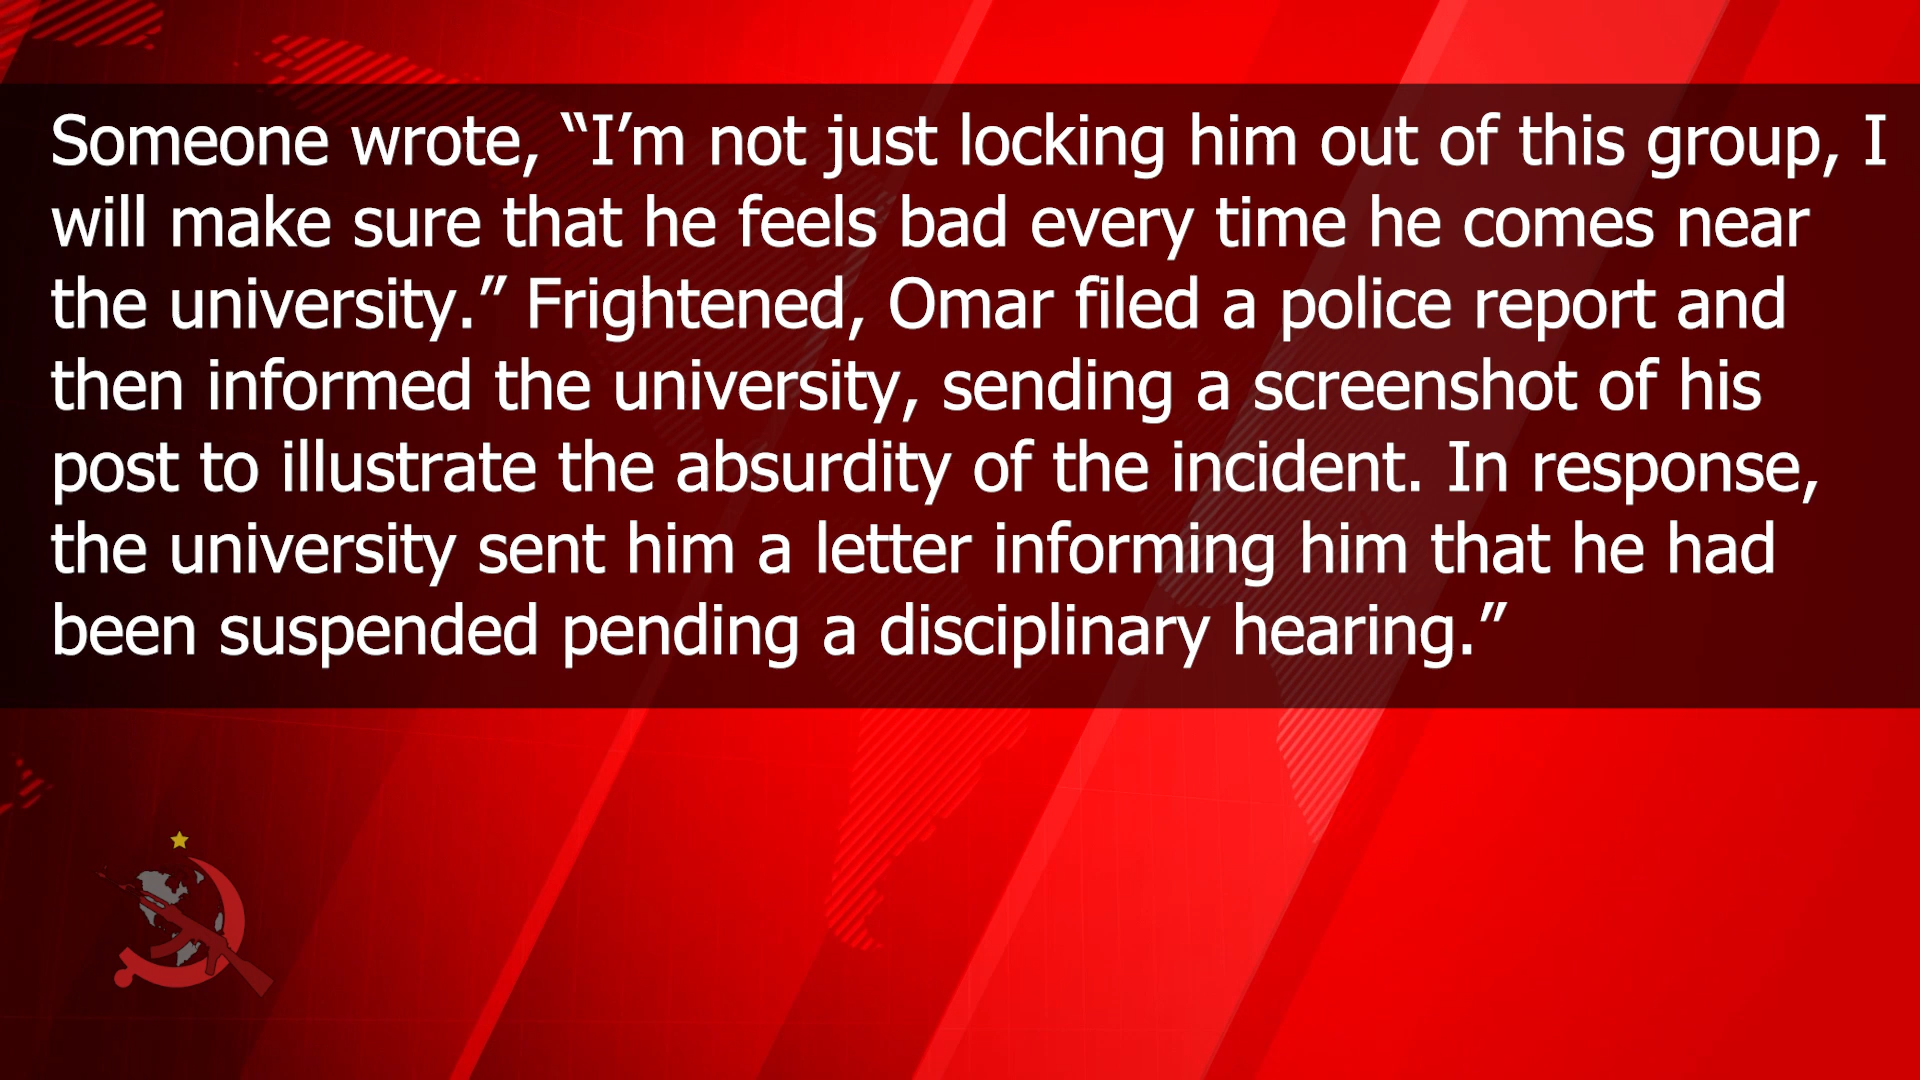 Someone wrote, “I’m not just locking him out of this group, I
will make sure that he feels bad every time he comes near
the university.” Frightened, Omar filed a police report and
then informed the university, sending a screenshot of his
post to illustrate the absurdity of the incident. In response,
the university sent him a letter informing him that he had
been suspended pending a disciplinary hearing.”